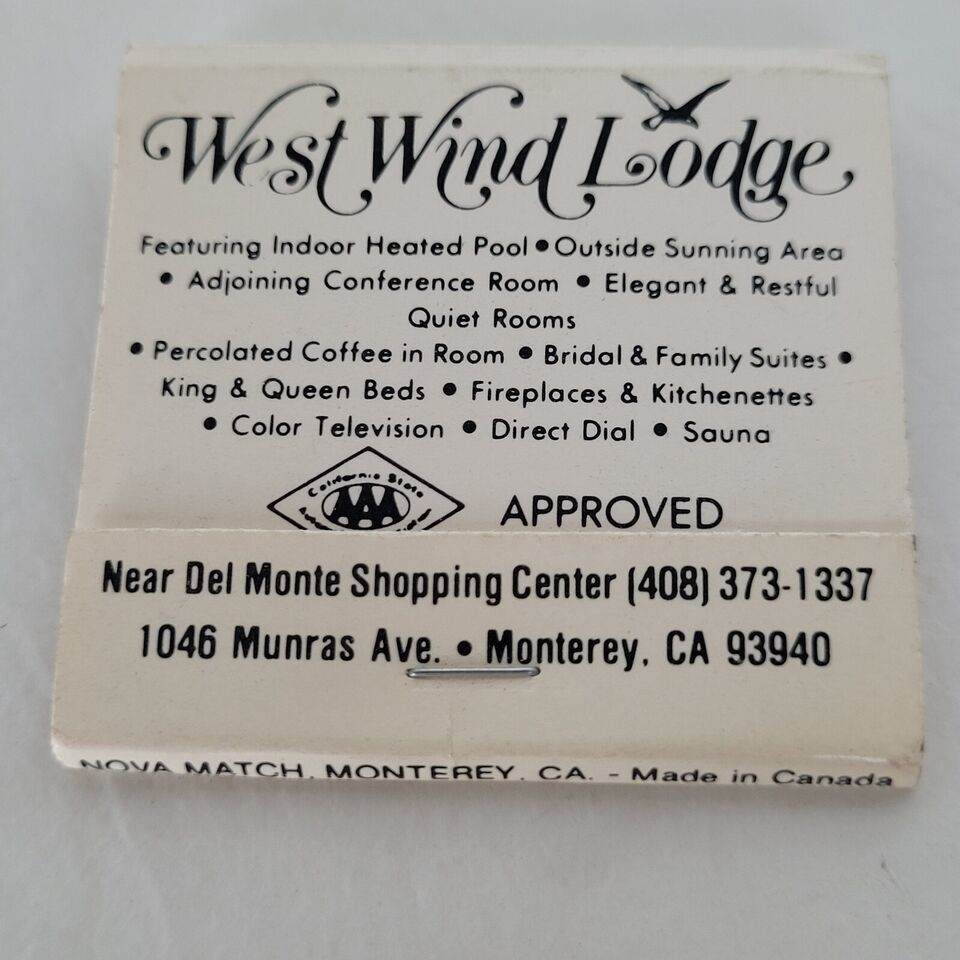 West Wind Lodge
Featuring Indoor Heated Pool • Outside Sunning Area
• Adjoining Conference Room • Elegant & Restful
Quiet Rooms
• Percolated Coffee in Room • Bridal & Family Suites •
King & Queen Beds • Fireplaces & Kitchenettes
• Color Television • Direct Dial • Sauna
California State
AAA
APPROVED
Near Del Monte Shopping Center (408) 373-1337
1046 Munras Ave. • Monterey, CA 93940
NOVA MATCH, MONTEREY, CA. - Made in Canada